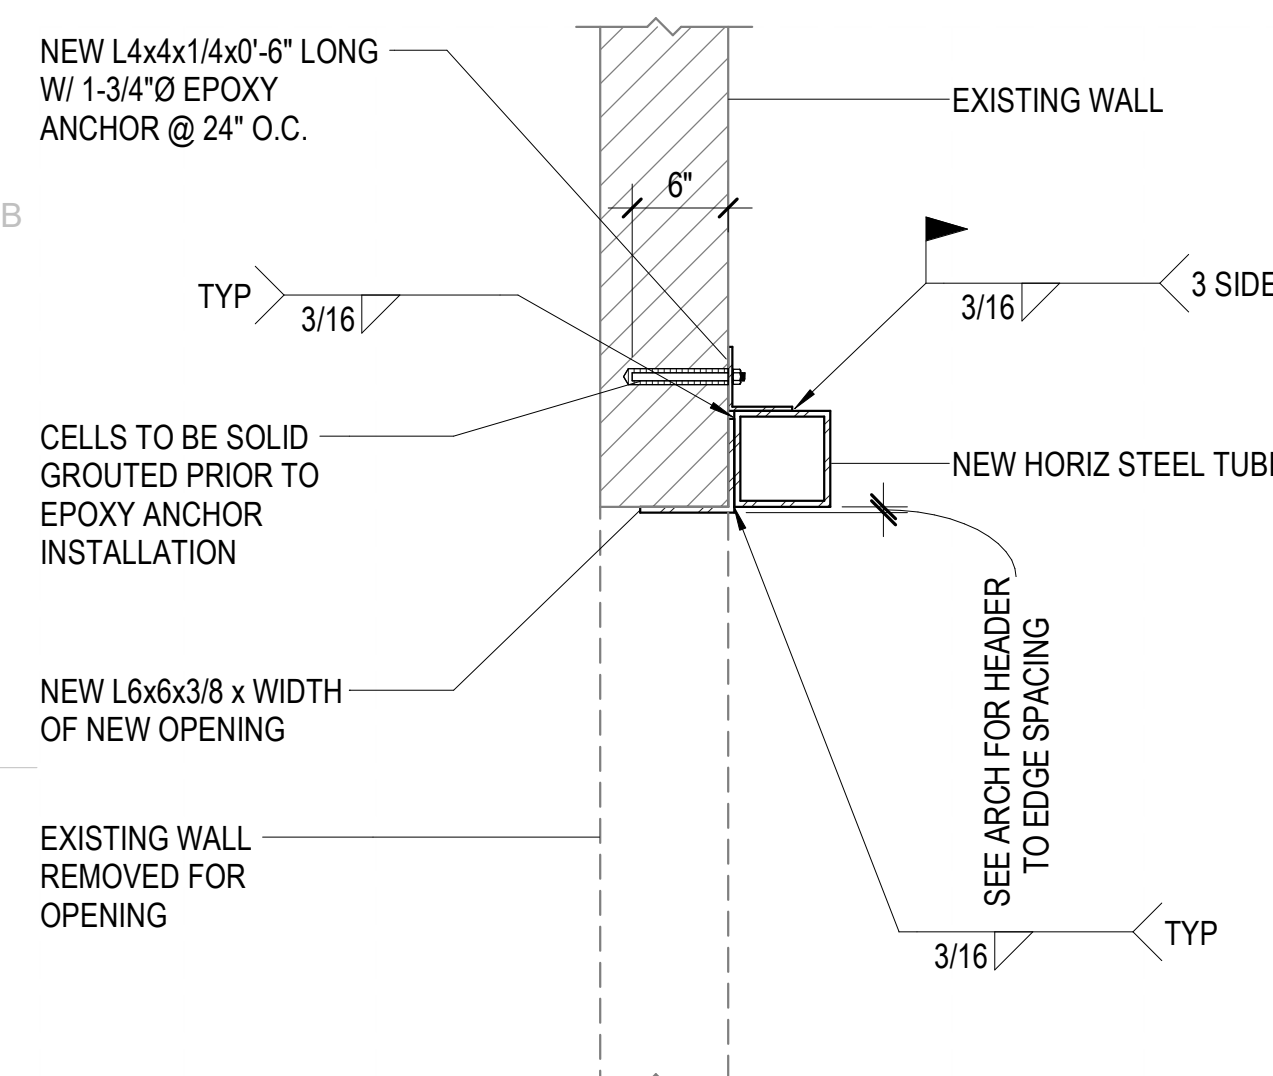 NEW L4x4x1/4x0'-6" LONG
W/ 1-3/4"Ø EPOXY
ANCHOR @ 24" O.C.
EXISTING WALL
6"
B
TYP
3/16
3/16
3 SIDE
CELLS TO BE SOLID
GROUTED PRIOR TO
EPOXY ANCHOR
INSTALLATION
NEW HORIZ STEEL TUB
SEE ARCH FOR HEADER
TO EDGE SPACING
NEW L6x6x3/8 x WIDTH
OF NEW OPENING
EXISTING WALL
REMOVED FOR
OPENING
3/16
TYP